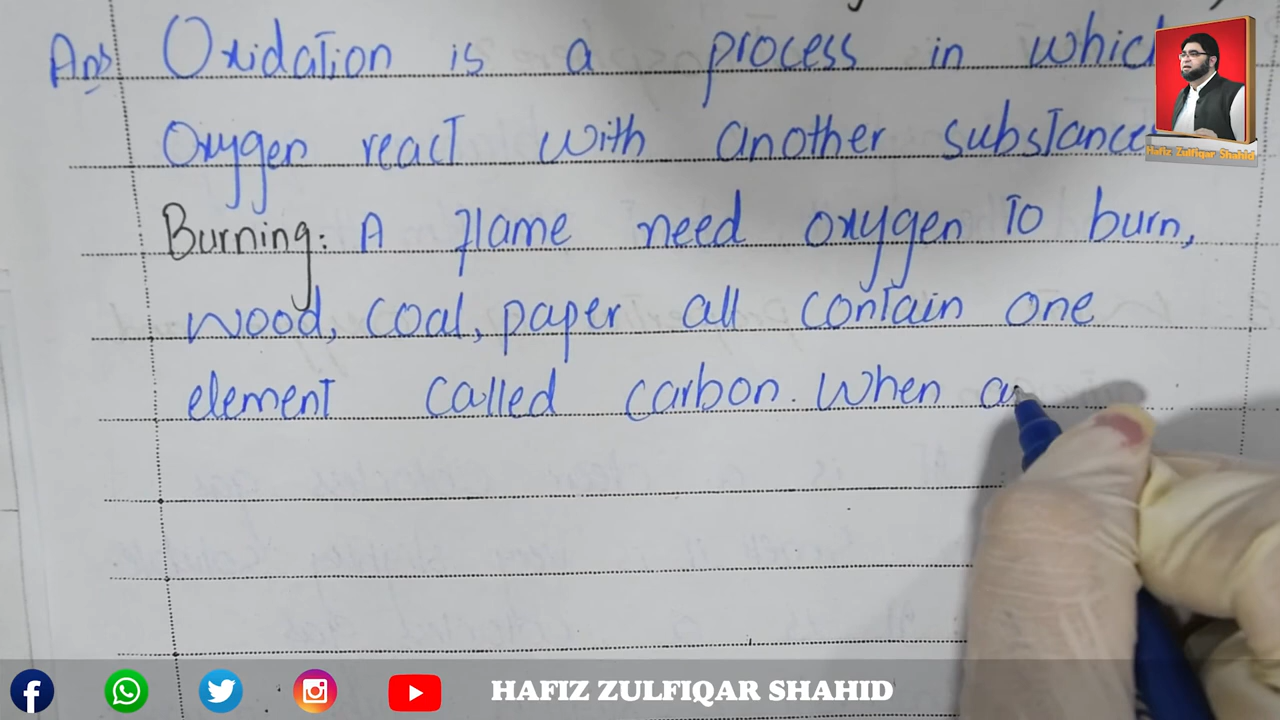 Ans Oxidation is a process in which
Oxygen react with another substance
Burning: A flame need oxygen to burn,
wood, coal, paper all contain one
element called carbon. When a
Hafiz Zulfiqar Shahid
HAFIZ ZULFIQAR SHAHID